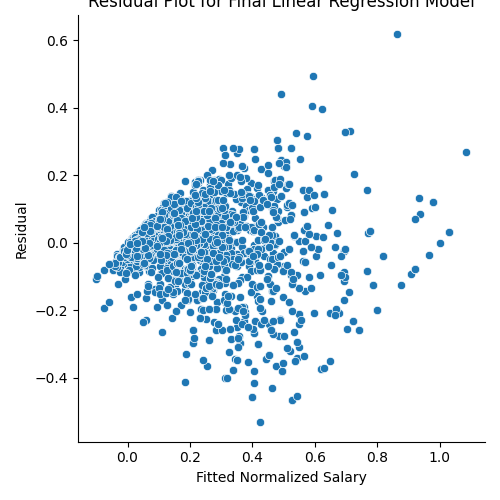 Residual Plot for Final Linear Regression Model
0.6
0.4
0.2
0.0
−0.2
−0.4
Residual
0.0 0.2 0.4 0.6 0.8 1.0
Fitted Normalized Salary